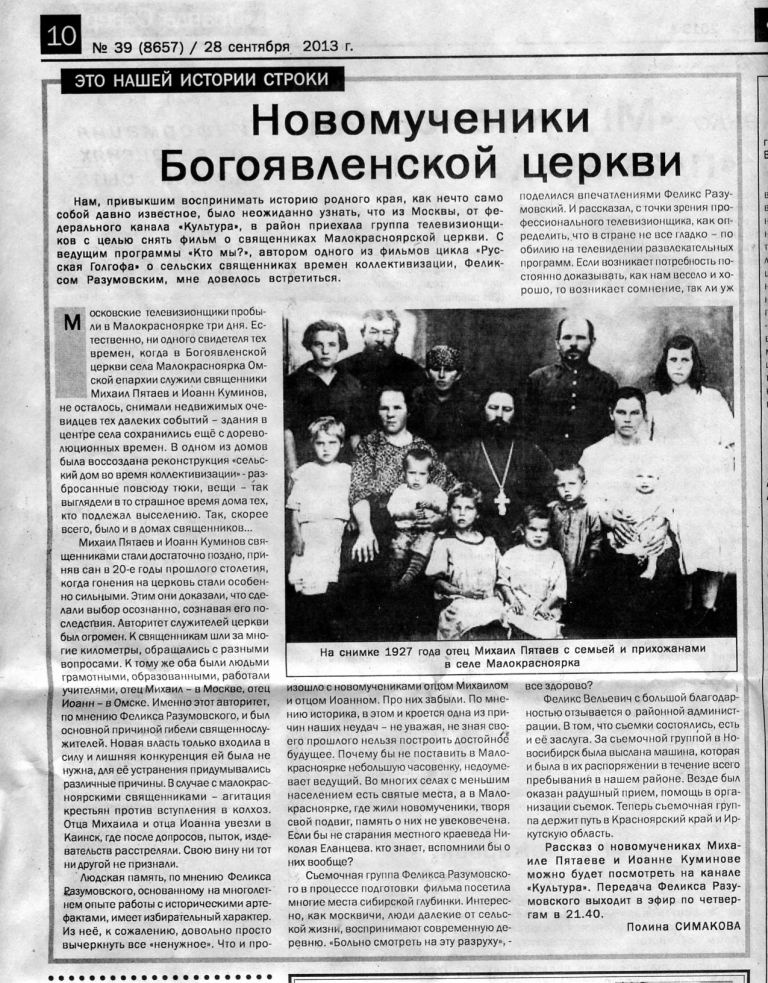 10
№ 39 (8657) / 28 сентября 2013 г.
ЭТО НАШЕЙ ИСТОРИИ СТРОКИ
Новомученики
Богоявленской церкви
Нам, привыкшим воспринимать историю родного края, как нечто само
собой давно известное, было неожиданно узнать, что из Москвы, от фе-
дерального канала «Культура», в район приехала группа телевизионщи-
ков с целью снять фильм о священниках Малокрасноярской церкви. С
ведущим программы «Кто мы?», автором одного из фильмов цикла «Рус-
ская Голгофа» о сельских священниках времен коллективизации, Фелик-
сом Разумовским, мне довелось встретиться.
Московские телевизионщики пробы-
ли в Малокрасноярке три дня. Ес-
тественно, ни одного свидетеля тех
времен, когда в Богоявленской
церкви села Малокрасноярка Ом-
ской епархии служили священники
Михаил Пятаев и Иоанн Куминов,
не осталось, снимали недвижимых оче-
видцев тех далеких событий – здания в
центре села сохранились ещё с дорево-
люционных времен. В одном из домов
была воссоздана реконструкция «сель-
ский дом во время коллективизации» - раз-
бросанные повсюду тюки, вещи – так
выглядели в то страшное время дома тех,
кто подлежал выселению. Так, скорее
всего, было и в домах священников...
Михаил Пятаев и Иоанн Куминов свя-
щенниками стали достаточно поздно, при-
няв сан в 20-е годы прошлого столетия,
когда гонения на церковь стали особен-
но сильными. Этим они доказали, что сде-
лали выбор осознанно, сознавая его по-
следствия. Авторитет служителей церкви
был огромен. К священникам шли за мно-
гие километры, обращались с разными
вопросами. К тому же оба были людьми
грамотными, образованными, работали
учителями, отец Михаил – в Москве, отец
Иоанн – в Омске. Именно этот авторитет,
по мнению Феликса Разумовского, и был
основной причиной гибели священнослу-
жителей. Новая власть только входила в
силу и лишняя конкуренция ей была не
нужна, для её устранения придумывались
различные причины. В случае с малокрас-
ноярскими священниками – агитация
крестьян против вступления в колхоз.
Отца Михаила и отца Иоанна увезли в
Каинск, где после допросов, пыток, изде-
вательств расстреляли. Свою вину ни тот
ни другой не признали.
Людская память, по мнению Феликса
Разумовского, основанному на многолет-
нем опыте работы с историческими арте-
фактами, имеет избирательный характер.
Из неё, к сожалению, довольно просто
вычеркнуть все «ненужное». Что и про-
На снимке 1927 года отец Михаил Пятаев с семьей и прихожанами
в селе Малокрасноярка
изошло с новомучениками отцом Михаилом
и отцом Иоанном. Про них забыли. По мне-
нию историка, в этом и кроется одна из при-
чин наших неудач – не уважая, не зная сво-
его прошлого нельзя построить достойное
будущее. Почему бы не поставить в Мало-
красноярке небольшую часовенку, недоуме-
вает ведущий. Во многих селах с меньшим
населением есть святые места, а в Мало-
красноярке, где жили новомученики, творя
свой подвиг, память о них не увековечена.
Если бы не старания местного краеведа Ни-
колая Еланцева. кто знает, вспомнили бы о
них вообще?
Съемочная группа Феликса Разумовско-
го в процессе подготовки фильма посетила
многие места сибирской глубинки. Интерес-
но, как москвичи, люди далекие от сельс-
кой жизни, воспринимают современную де-
ревню. «Больно смотреть на эту разруху», -
поделился впечатлениями Феликс Разу-
мовский. И рассказал, с точки зрения про-
фессионального телевизионщика, как оп-
ределить, что в стране не все гладко – по
обилию на телевидении развлекательных
программ. Если возникает потребность по-
стоянно доказывать, как нам весело и хо-
рошо, то возникает сомнение, так ли уж
все здорово?
Феликс Вельевич с большой благодар-
ностью отзывается о районной админист-
рации. В том, что съемки состоялись, есть
и её заслуга. За съемочной группой в Но-
восибирск была выслана машина, которая
и была в их распоряжении в течение всего
пребывания в нашем районе. Везде был
оказан радушный прием, помощь в орга-
низации съемок. Теперь съемочная груп-
па держит путь в Красноярский край и Ир-
кутскую область.
Рассказ о новомучениках Миха-
иле Пятаеве и Иоанне Куминове
можно будет посмотреть на канале
«Культура». Передача Феликса Разу-
мовского выходит в эфир по четвер-
гам в 21.40.
Полина СИМАКОВА